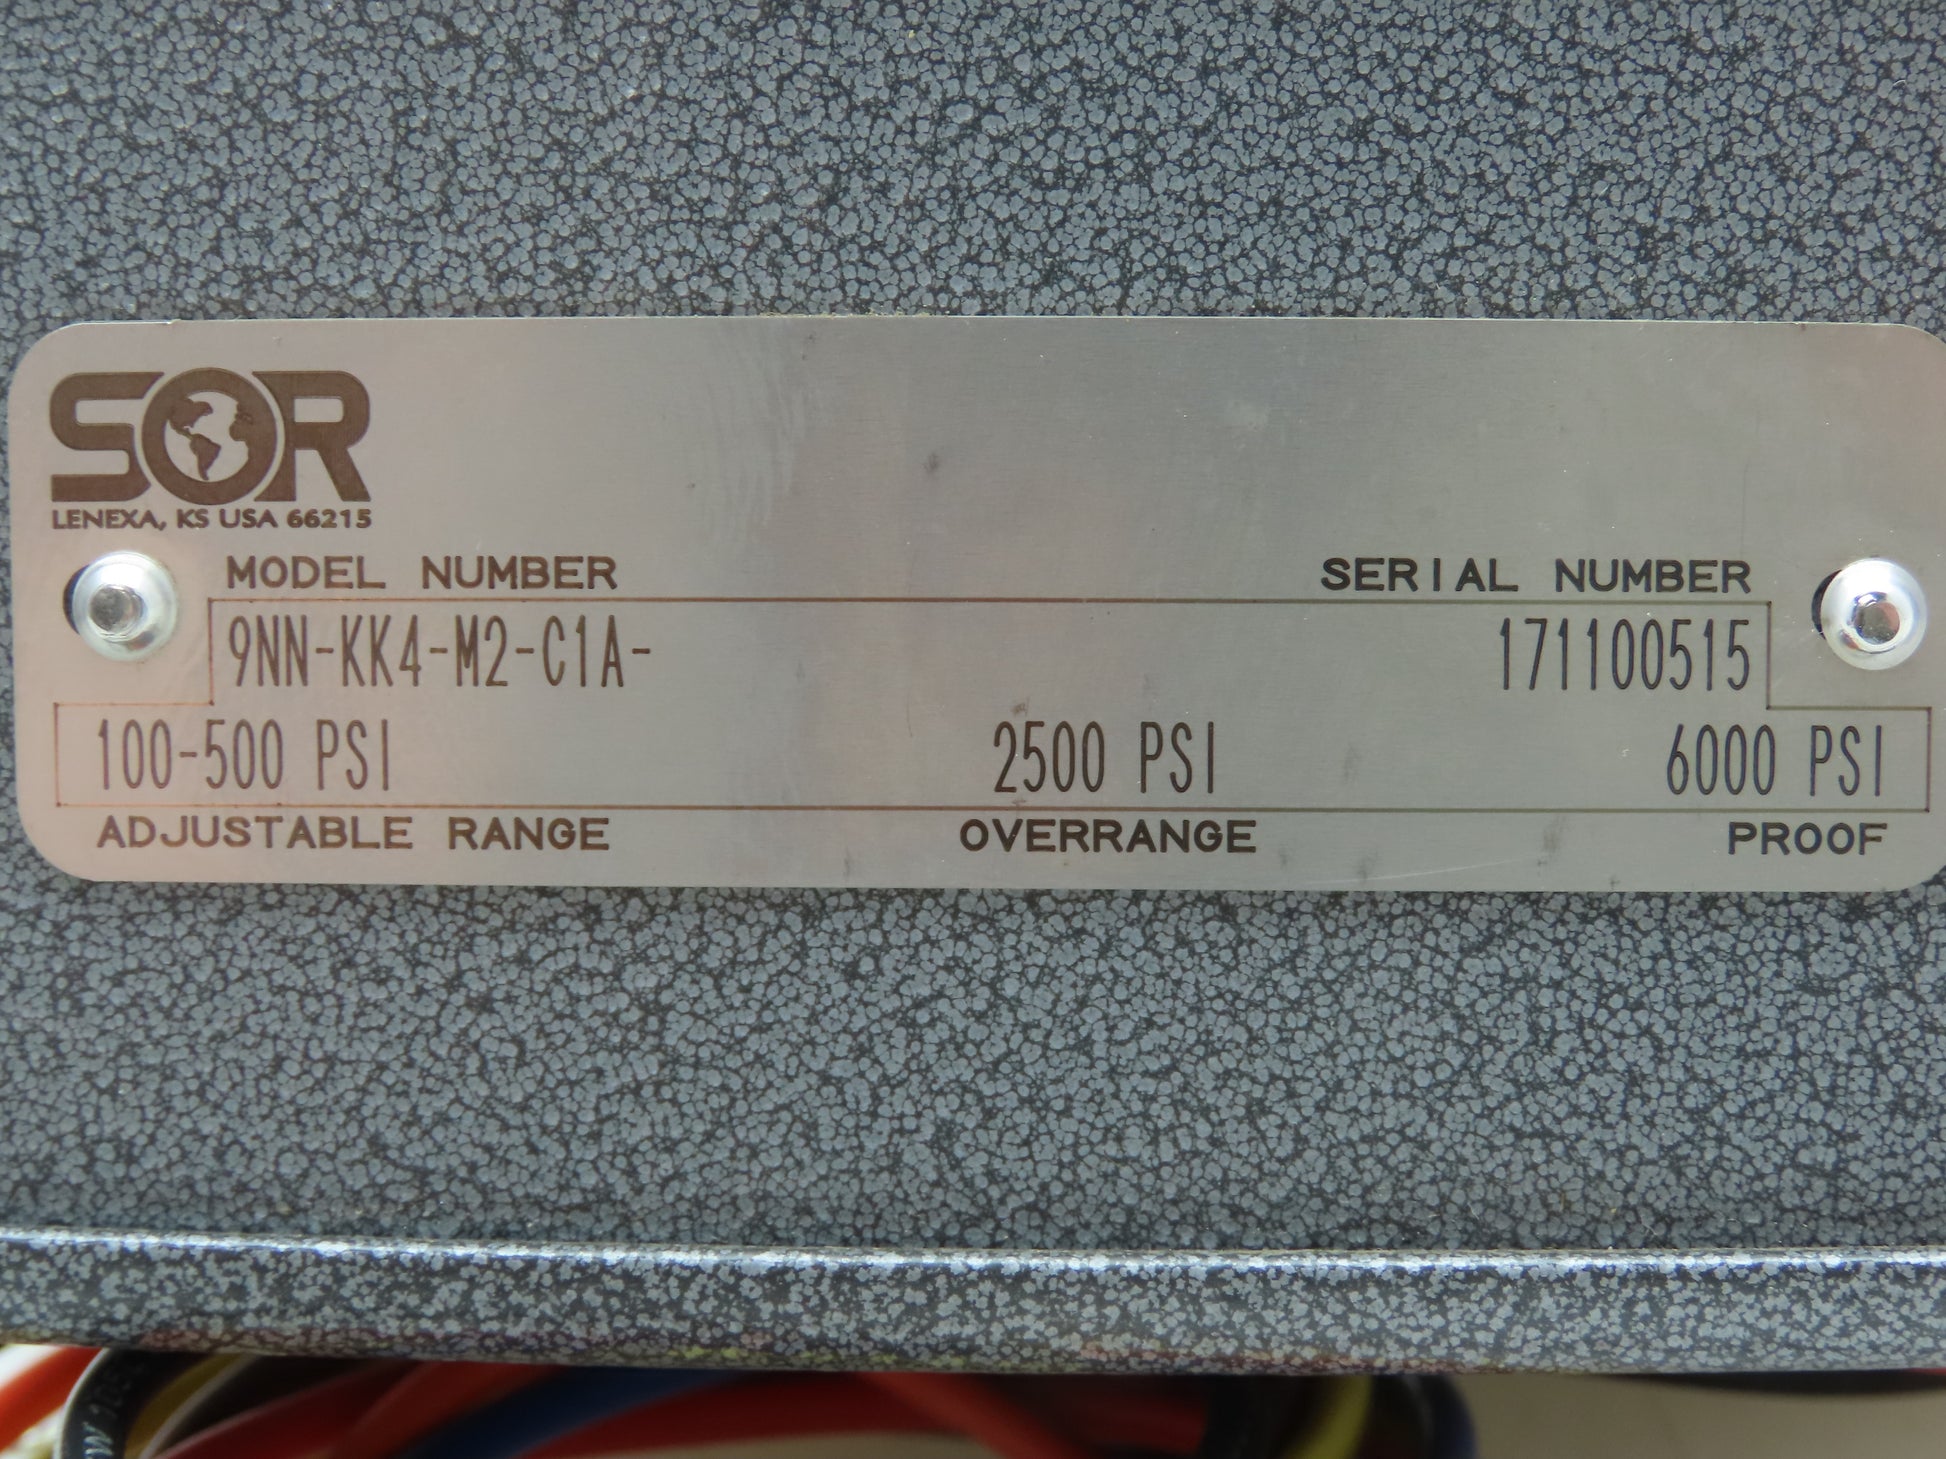 SOR
LENEXA, KS USA 66215
MODEL NUMBER SERIAL NUMBER
9NN-KK4-M2-C1A- 171100515
100-500 PSI 2500 PSI 6000 PSI
ADJUSTABLE RANGE OVERRANGE PROOF